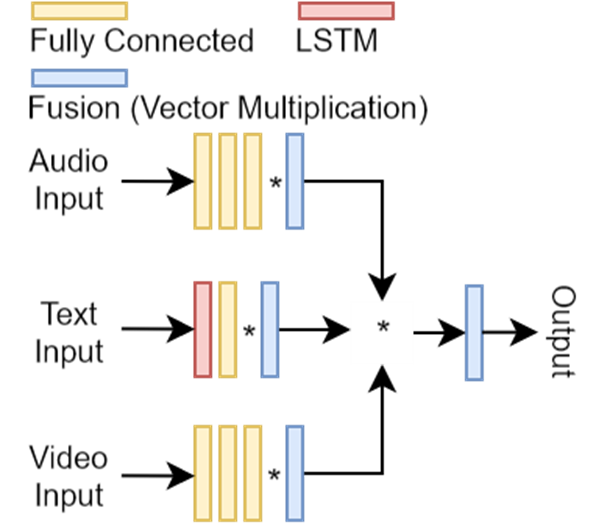 Fully Connected
LSTM
Fusion (Vector Multiplication)
Audio
Input
*
Text
Input
*
*
Output
Video
Input
*